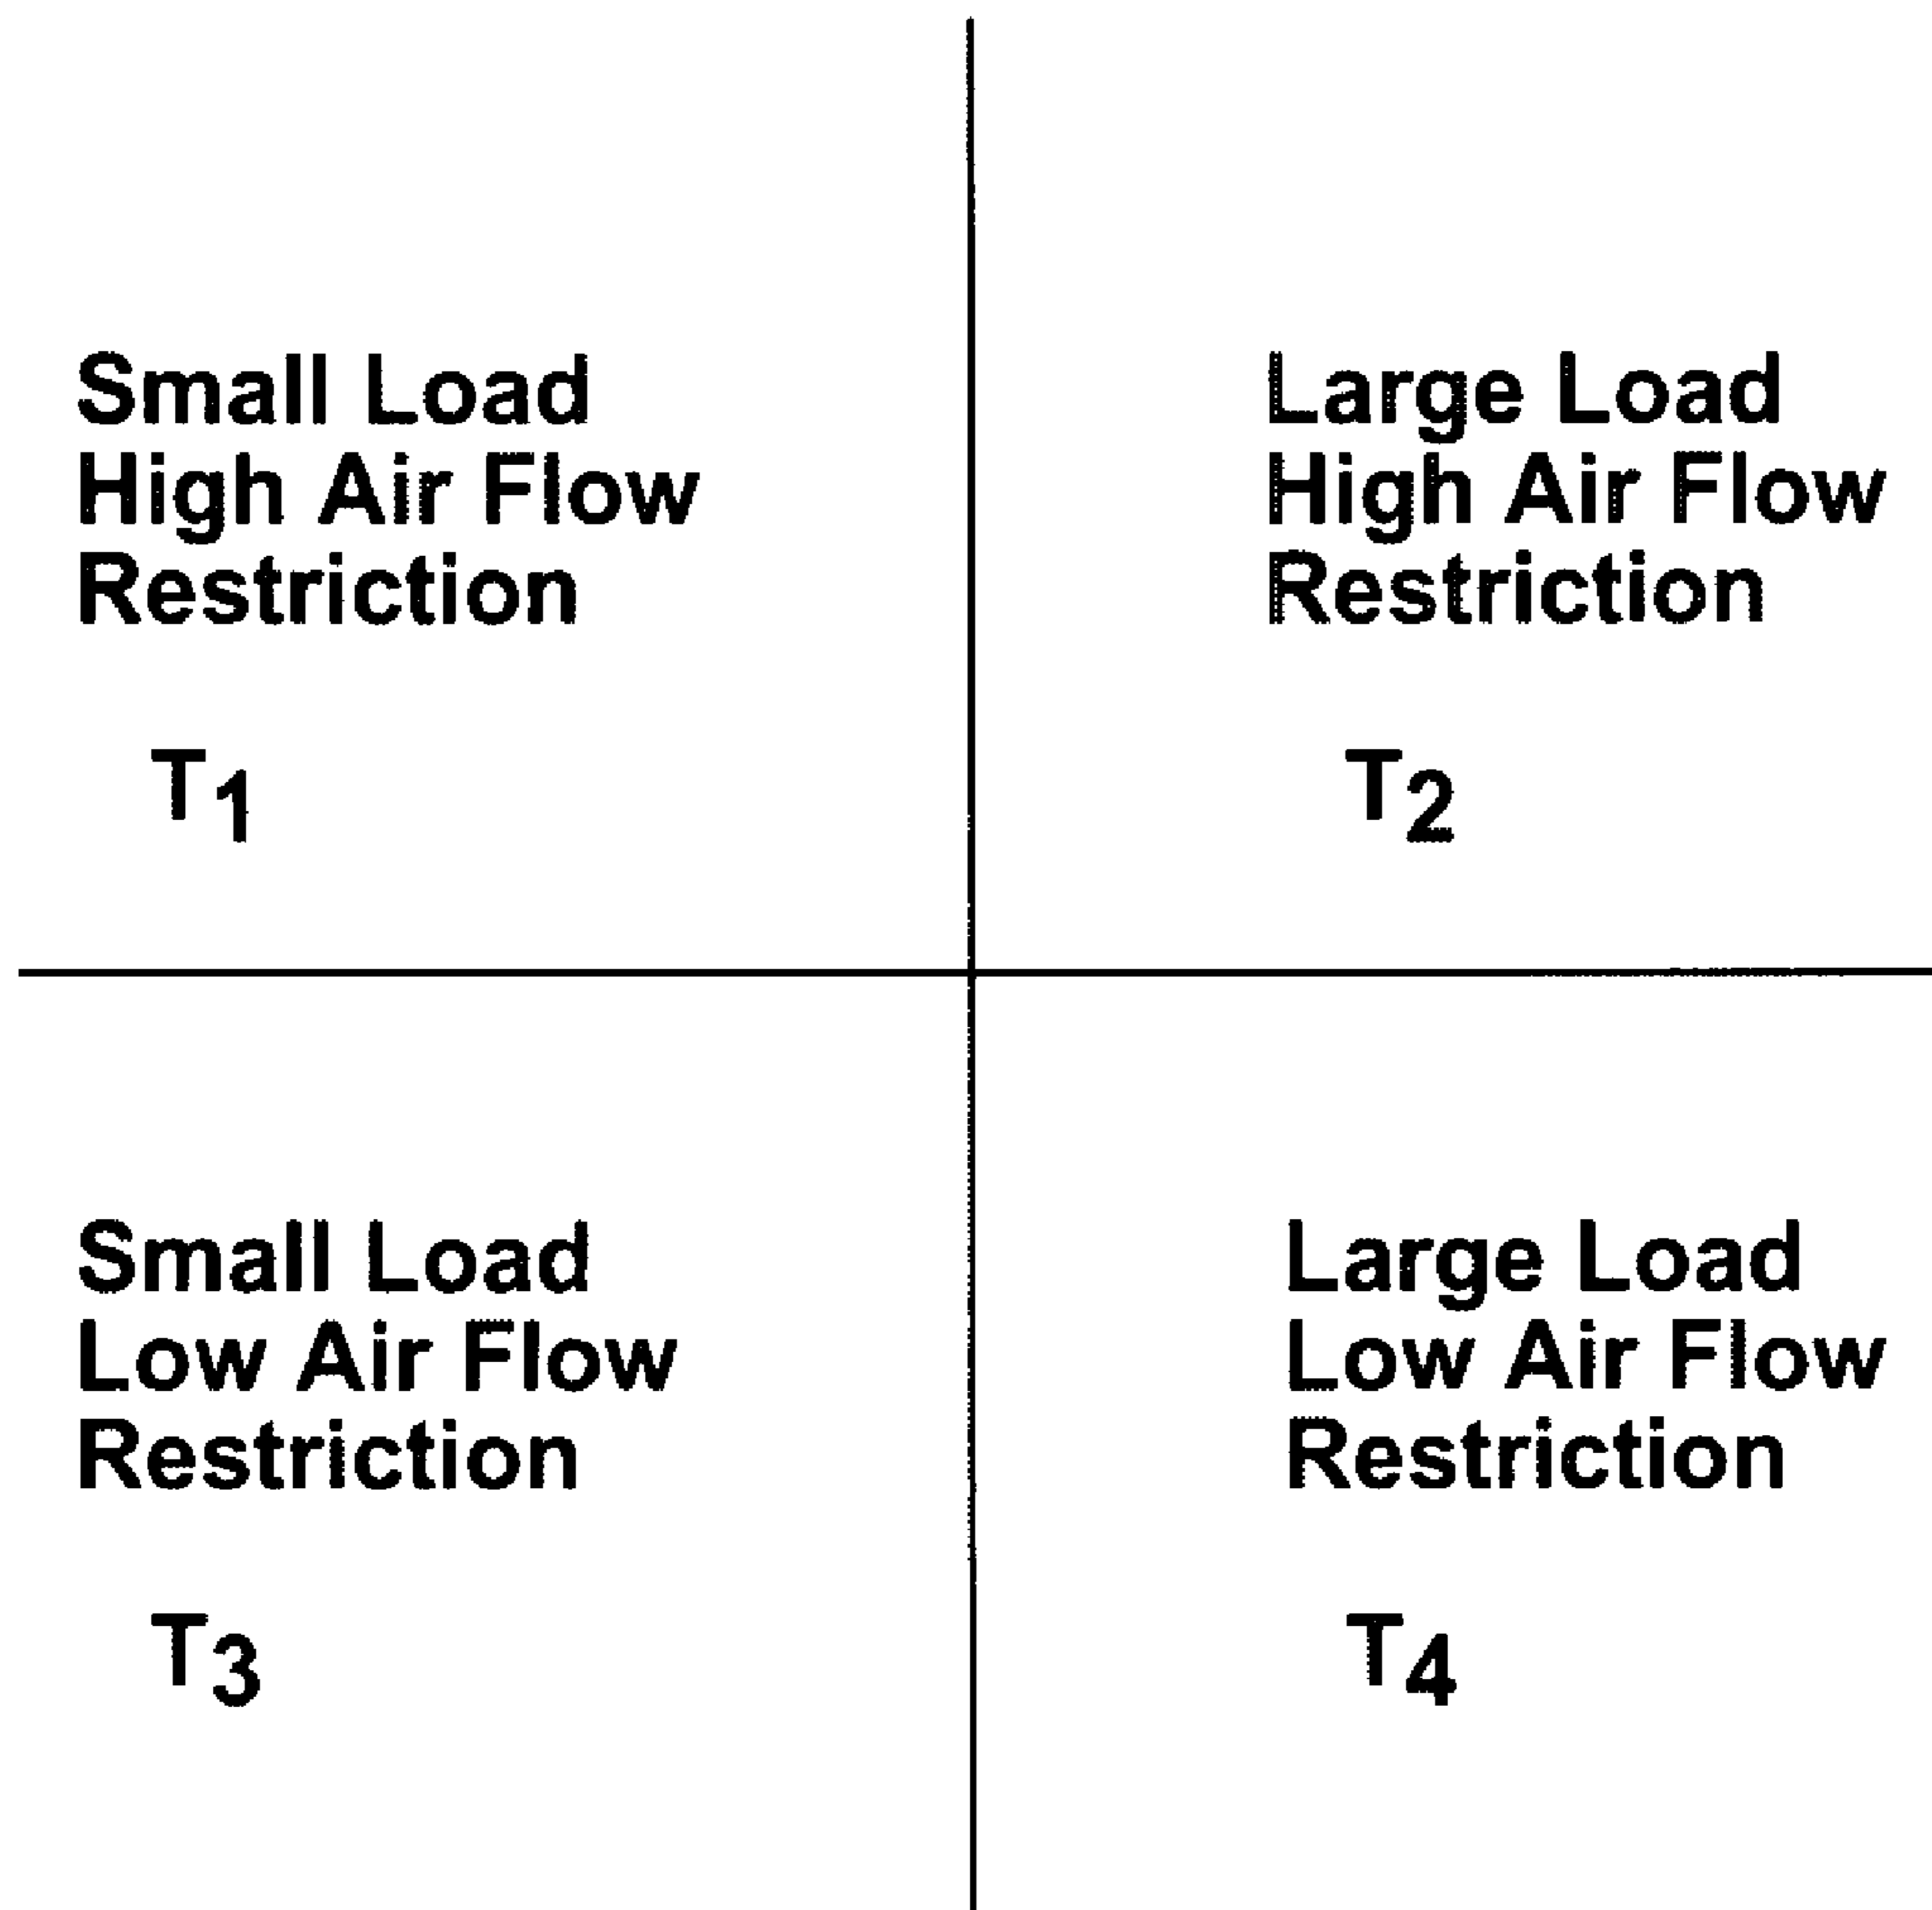 Small Load
High Air Flow
Restriction
T1
Large Load
High Air Flow
Restriction
T2
Small Load
Low Air Flow
Restriction
T3
Large Load
Low Air Flow
Restriction
T4